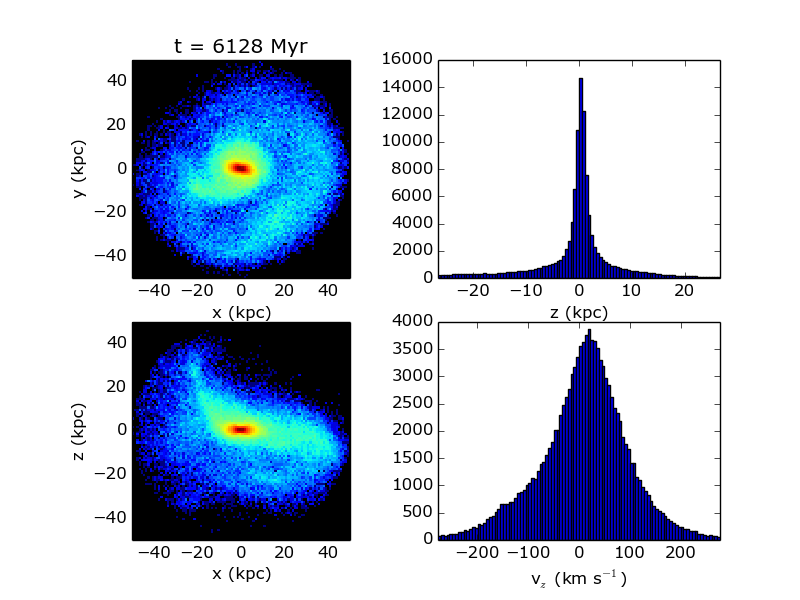 t = 6128 Myr
40
20
0
−20
−40
y (kpc)
−40 −20 0 20 40
x (kpc)
16000
14000
12000
10000
8000
6000
4000
2000
0
−20 −10 0 10 20
z (kpc)
40
20
0
−20
−40
z (kpc)
−40 −20 0 20 40
x (kpc)
4000
3500
3000
2500
2000
1500
1000
500
0
−200 −100 0 100 200
v_z (km s^−1)